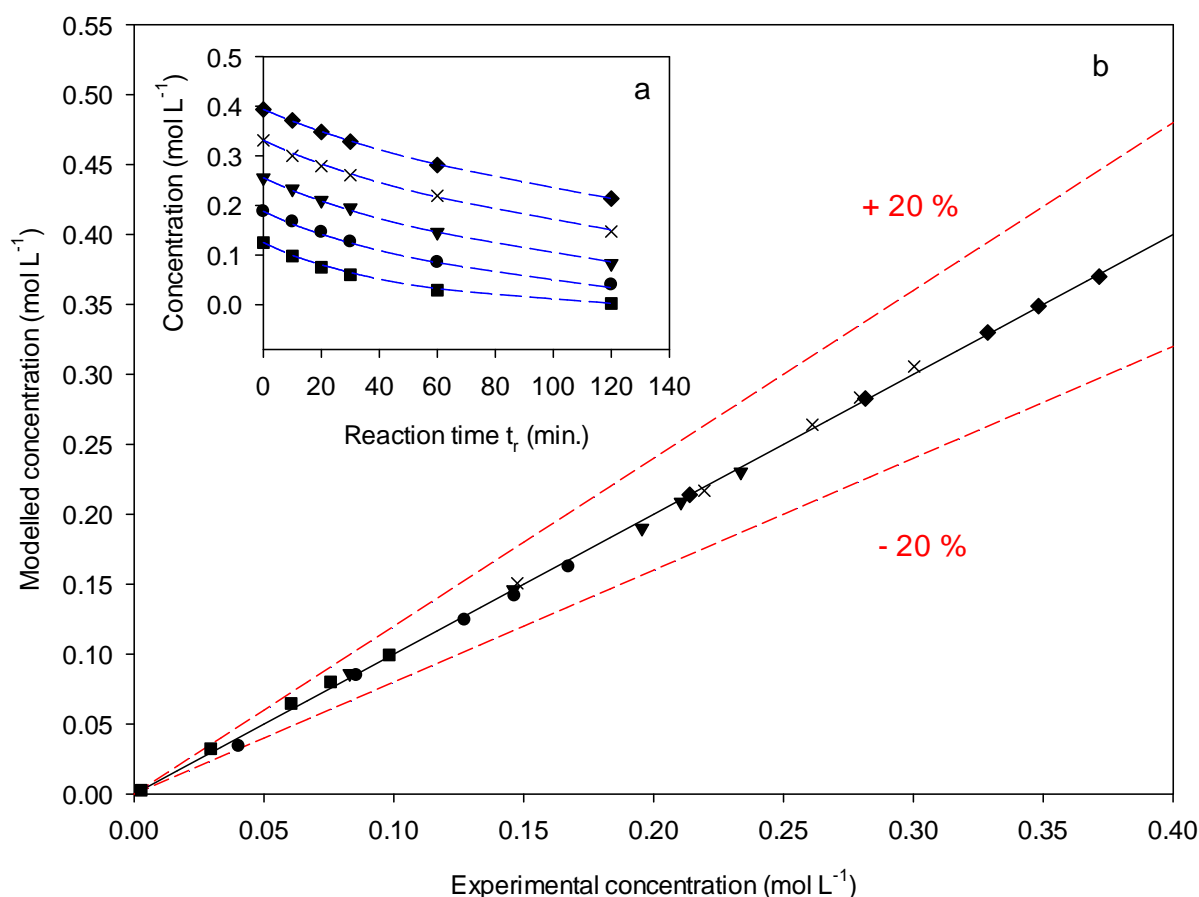 0.55
0.50
0.45
0.40
0.35
0.30
0.25
0.20
0.15
0.10
0.05
0.00
Modelled concentration (mol L⁻¹)
0.00 0.05 0.10 0.15 0.20 0.25 0.30 0.35 0.40
Experimental concentration (mol L⁻¹)
b
+ 20 %
- 20 %
a
0.5
0.4
0.3
0.2
0.1
0.0
Concentration (mol L⁻¹)
0 20 40 60 80 100 120 140
Reaction time tᵣ (min.)